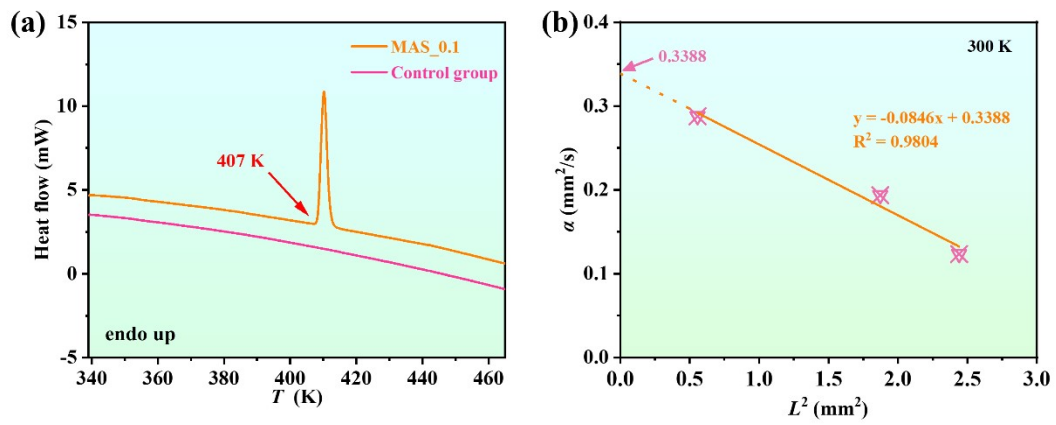 (a)
15
10
5
0
-5
Heat flow (mW)
MAS_0.1
Control group
407 K
endo up
340 360 380 400 420 440 460
T (K)
(b)
0.4
0.3
0.2
0.1
0.0
α (mm²/s)
300 K
0.3388
y = -0.0846x + 0.3388
R² = 0.9804
0.0 0.5 1.0 1.5 2.0 2.5 3.0
L² (mm²)